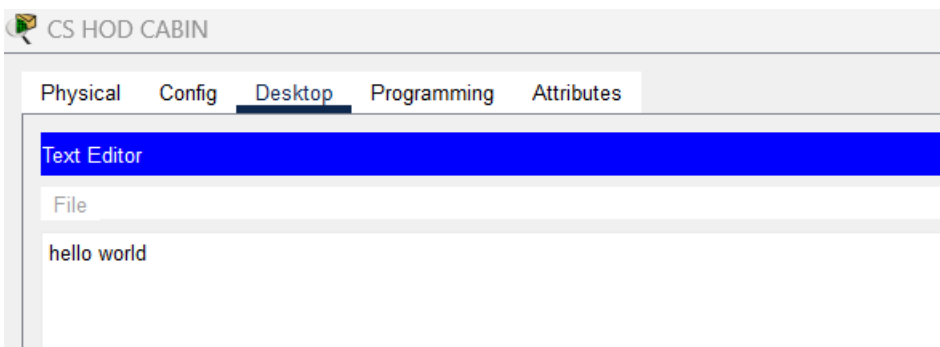 CS HOD CABIN
Physical Config Desktop Programming Attributes
Text Editor
File
hello world